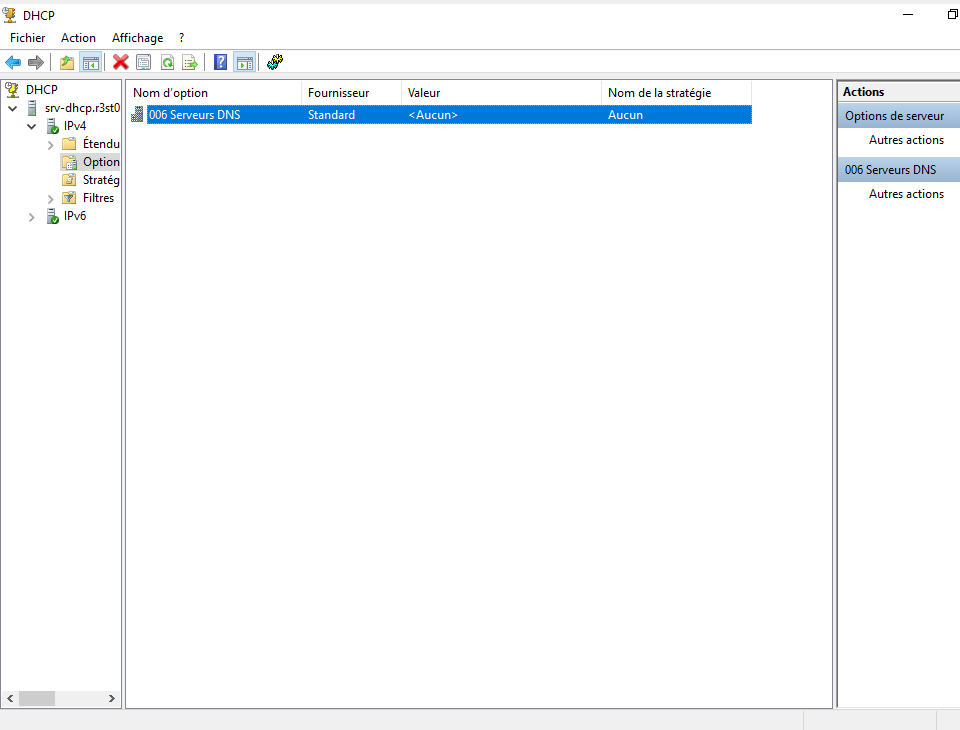 DHCP
Fichier Action Affichage ?
DHCP
srv-dhcp.r3st0
IPv4
Étendu
Option
Stratég
Filtres
IPv6
Nom d'option Fournisseur Valeur Nom de la stratégie
006 Serveurs DNS Standard <Aucun> Aucun
Actions
Options de serveur
Autres actions
006 Serveurs DNS
Autres actions